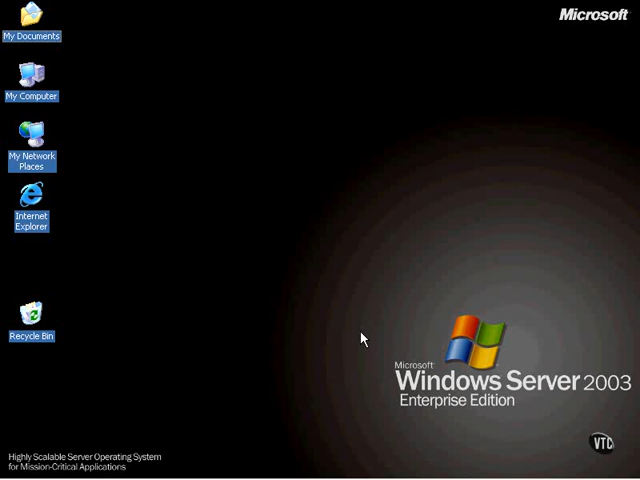 My Documents
Microsoft
My Computer
My Network
Places
Internet
Explorer
Recycle Bin
Microsoft
Windows Server 2003
Enterprise Edition
VTC
Highly Scalable Server Operating System
for Mission-Critical Applications